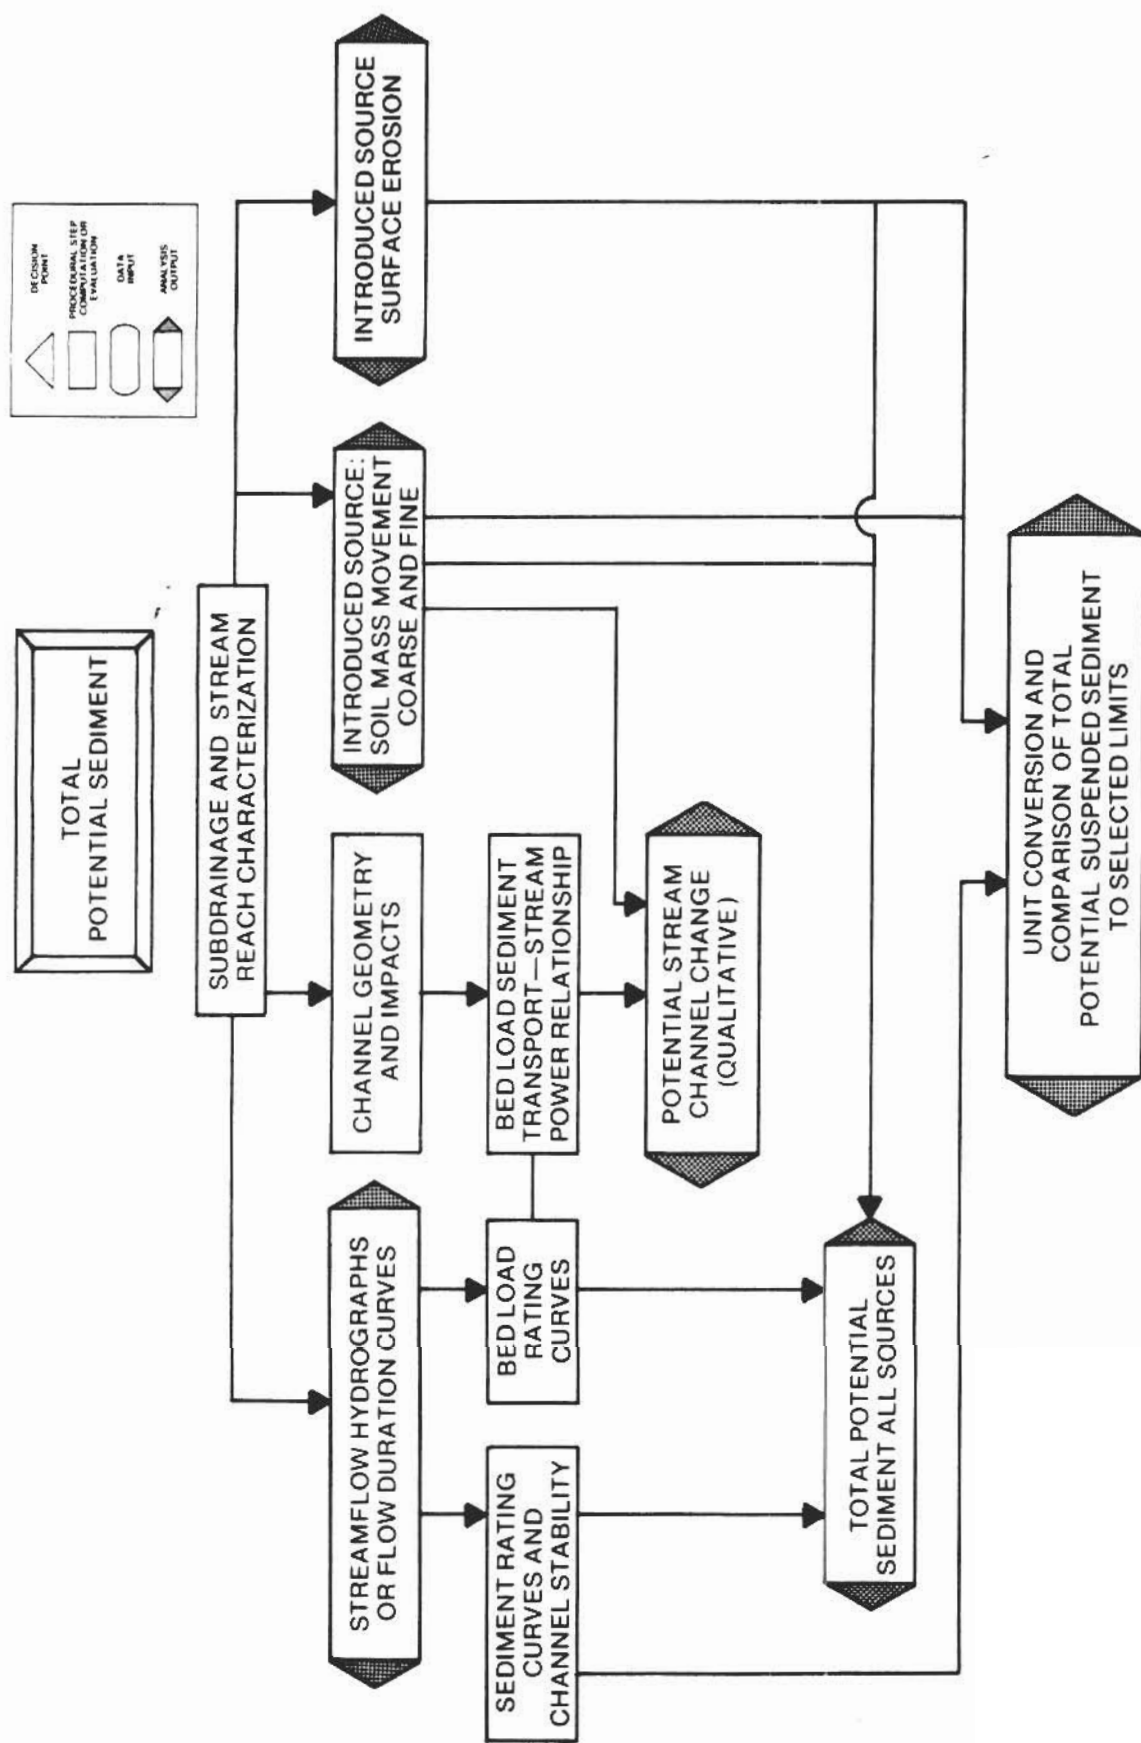 TOTAL
POTENTIAL SEDIMENT
DECISION
POINT
PROCEDURAL STEP
COMPUTATION OR
EVALUATION
DATA
INPUT
ANALYSIS
OUTPUT
SUBDRAINAGE AND STREAM
REACH CHARACTERIZATION
STREAMFLOW HYDROGRAPHS
OR FLOW DURATION CURVES
CHANNEL GEOMETRY
AND IMPACTS
INTRODUCED SOURCE:
SOIL MASS MOVEMENT
COARSE AND FINE
INTRODUCED SOURCE
SURFACE EROSION
SEDIMENT RATING
CURVES AND
CHANNEL STABILITY
BED LOAD
RATING
CURVES
BED LOAD SEDIMENT
TRANSPORT—STREAM
POWER RELATIONSHIP
POTENTIAL STREAM
CHANNEL CHANGE
(QUALITATIVE)
TOTAL POTENTIAL
SEDIMENT ALL SOURCES
UNIT CONVERSION AND
COMPARISON OF TOTAL
POTENTIAL SUSPENDED SEDIMENT
TO SELECTED LIMITS